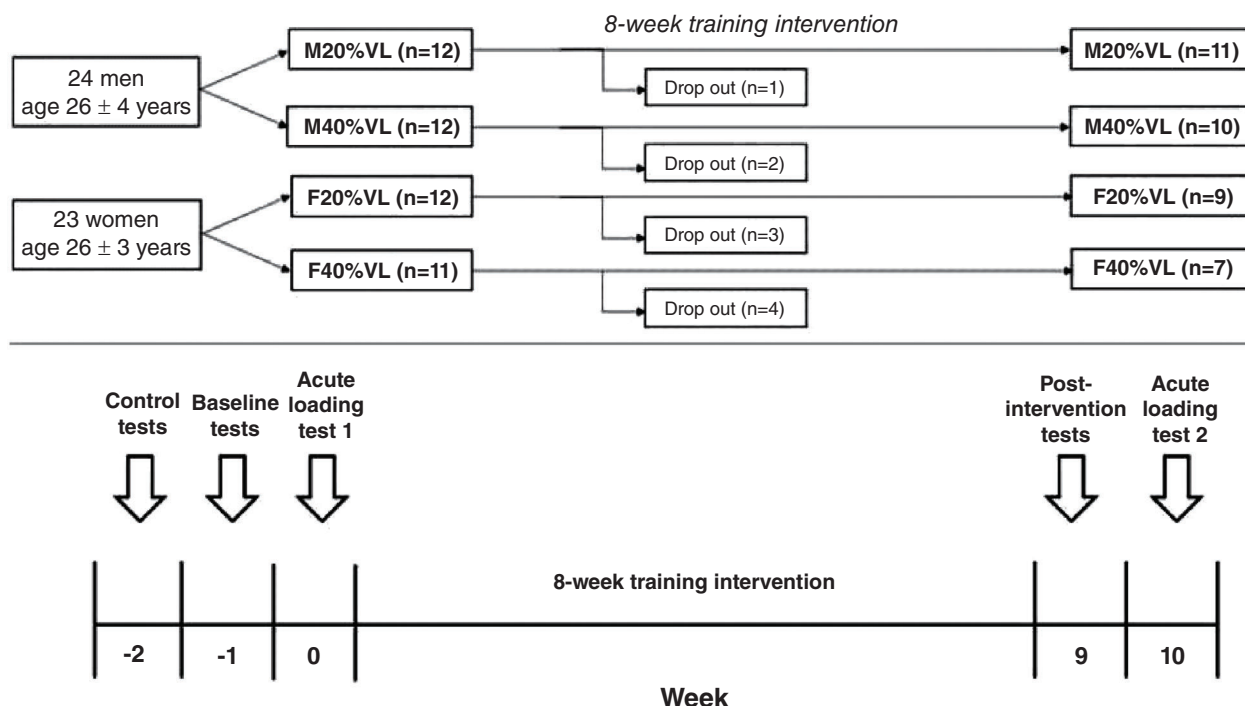 8-week training intervention
24 men
age 26 ± 4 years
M20%VL (n=12)
Drop out (n=1)
M20%VL (n=11)
M40%VL (n=12)
Drop out (n=2)
M40%VL (n=10)
23 women
age 26 ± 3 years
F20%VL (n=12)
Drop out (n=3)
F20%VL (n=9)
F40%VL (n=11)
Drop out (n=4)
F40%VL (n=7)
Control
tests
Baseline
tests
Acute
loading
test 1
Post-
intervention
tests
Acute
loading
test 2
8-week training intervention
-2
-1
0
9
10
Week